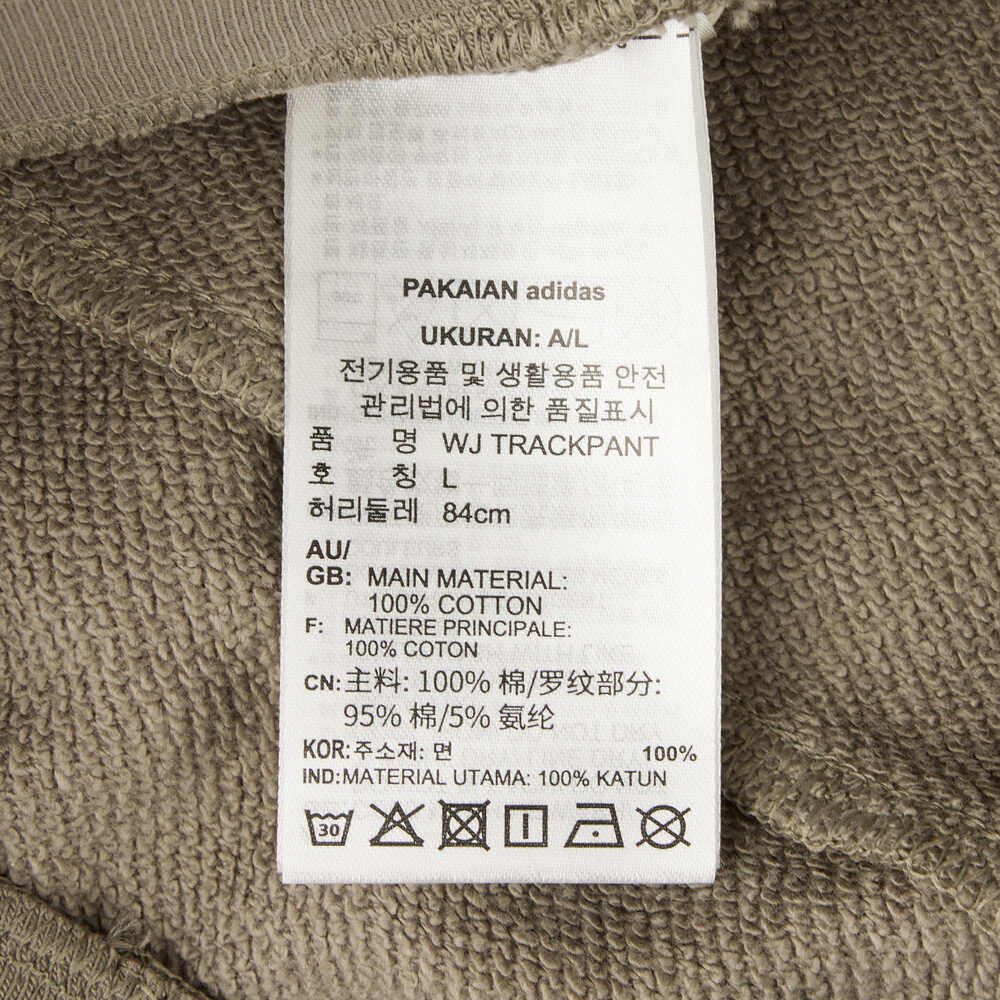 PAKAIAN adidas
UKURAN: A/L
전기용품 및 생활용품 안전
관리법에 의한 품질표시
품 명 WJ TRACKPANT
호 칭 L
허리둘레 84cm
AU/
GB: MAIN MATERIAL:
100% COTTON
F: MATIERE PRINCIPALE:
100% COTON
CN: 主料: 100% 棉/罗纹部分:
95% 棉/5% 氨纶
KOR: 주소재: 면 100%
IND: MATERIAL UTAMA: 100% KATUN
30